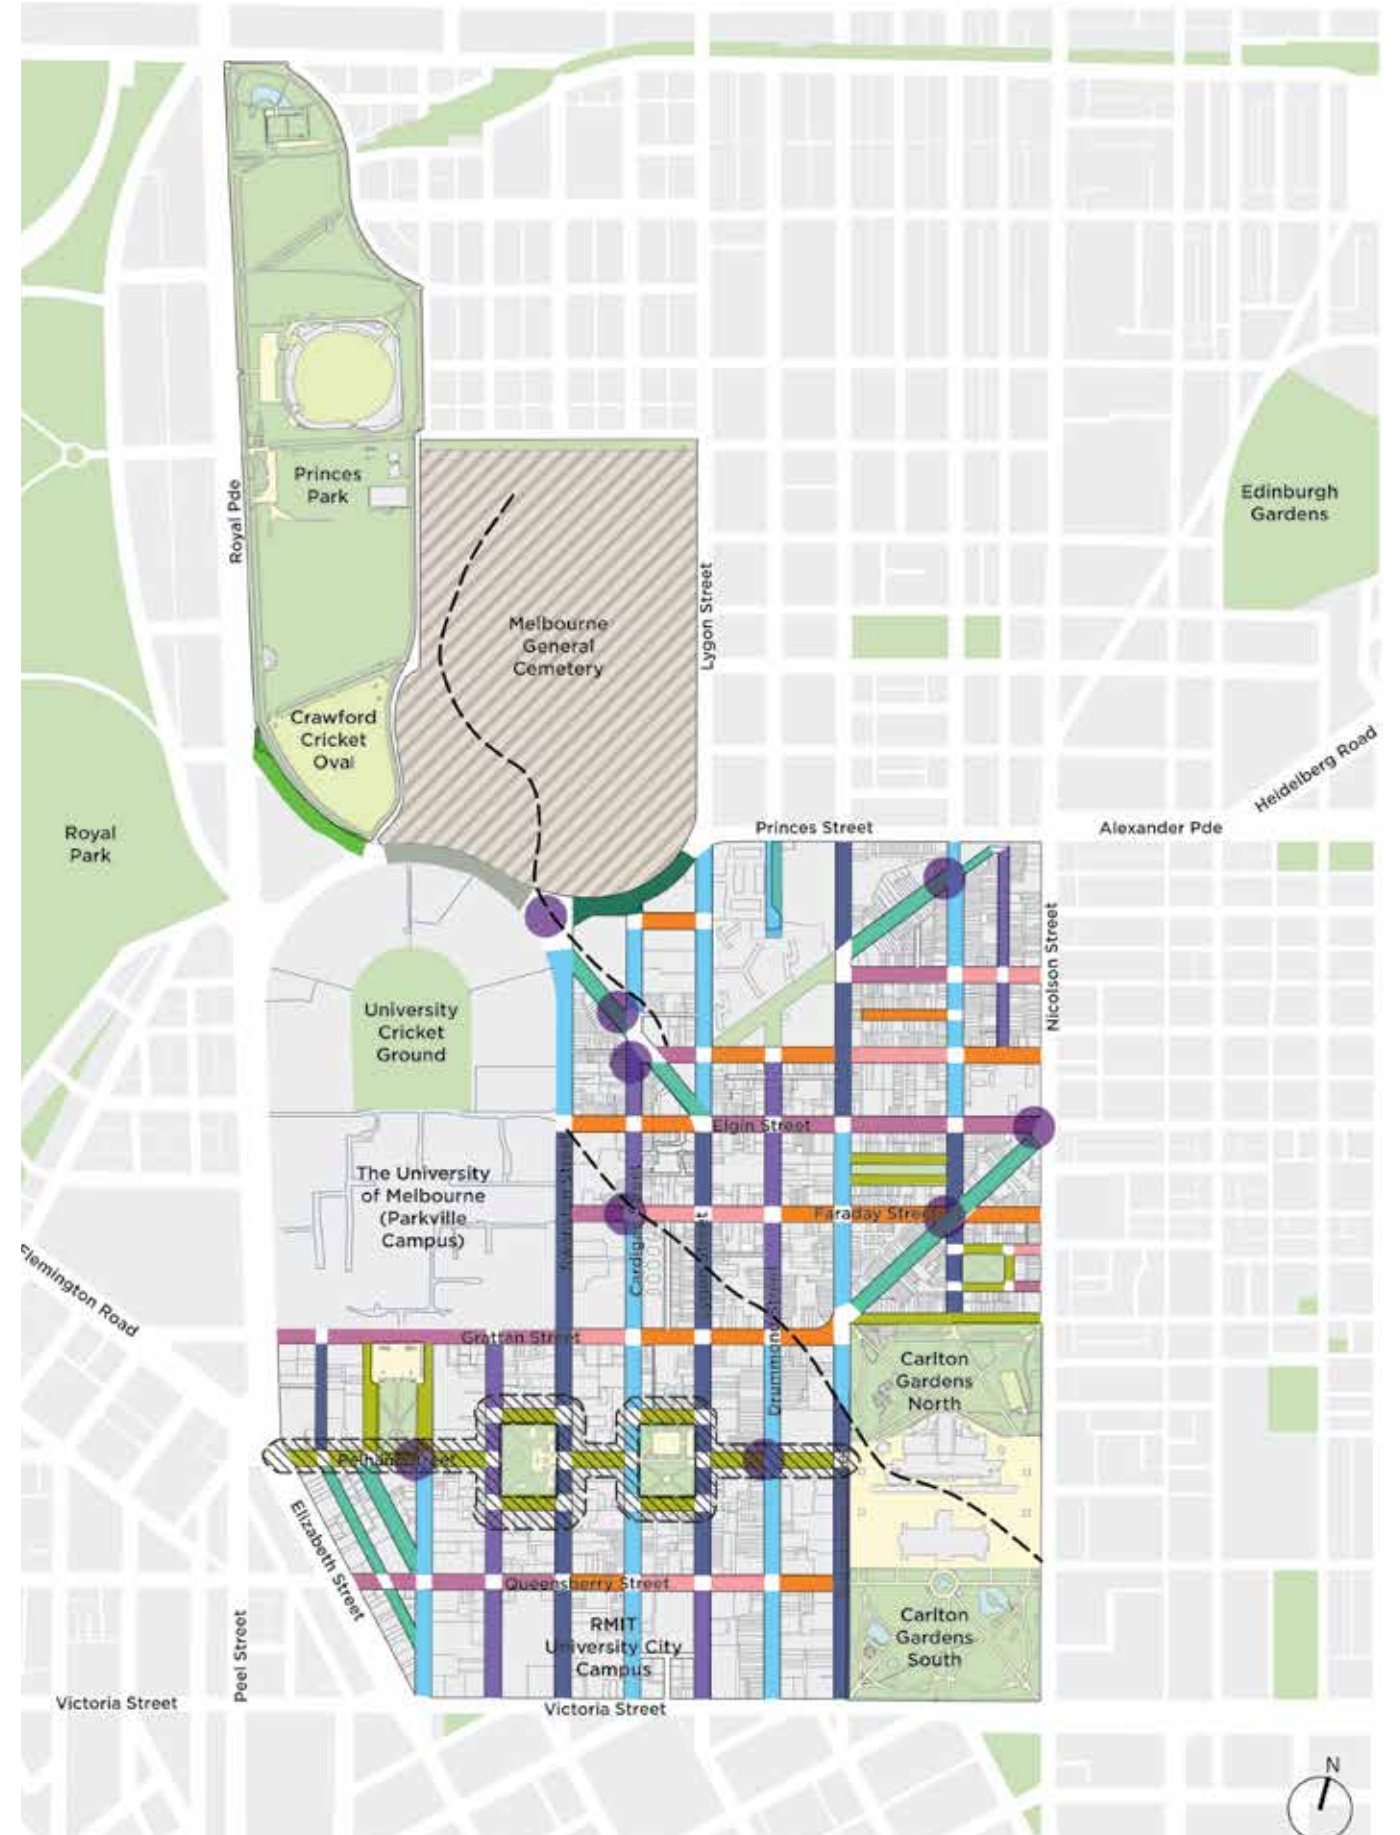 Princes
Park
Royal Pde
Edinburgh
Gardens
Melbourne
General
Cemetery
Lygon Street
Crawford
Cricket
Oval
Heidelberg Road
Royal
Park
Princes Street
Alexander Pde
Nicolson Street
University
Cricket
Ground
Elgin Street
The University
of Melbourne
(Parkville
Campus)
Faraday Street
Flemington Road
Grattan Street
Drummond Street
Carlton
Gardens
North
Pelham Street
Elizabeth Street
Queensberry Street
RMIT
University City
Campus
Carlton
Gardens
South
Peel Street
Victoria Street
Victoria Street
N